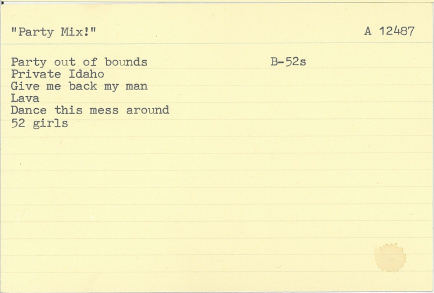 "Party Mix!" A 12487
Party out of bounds B-52s
Private Idaho
Give me back my man
Lava
Dance this mess around
52 girls